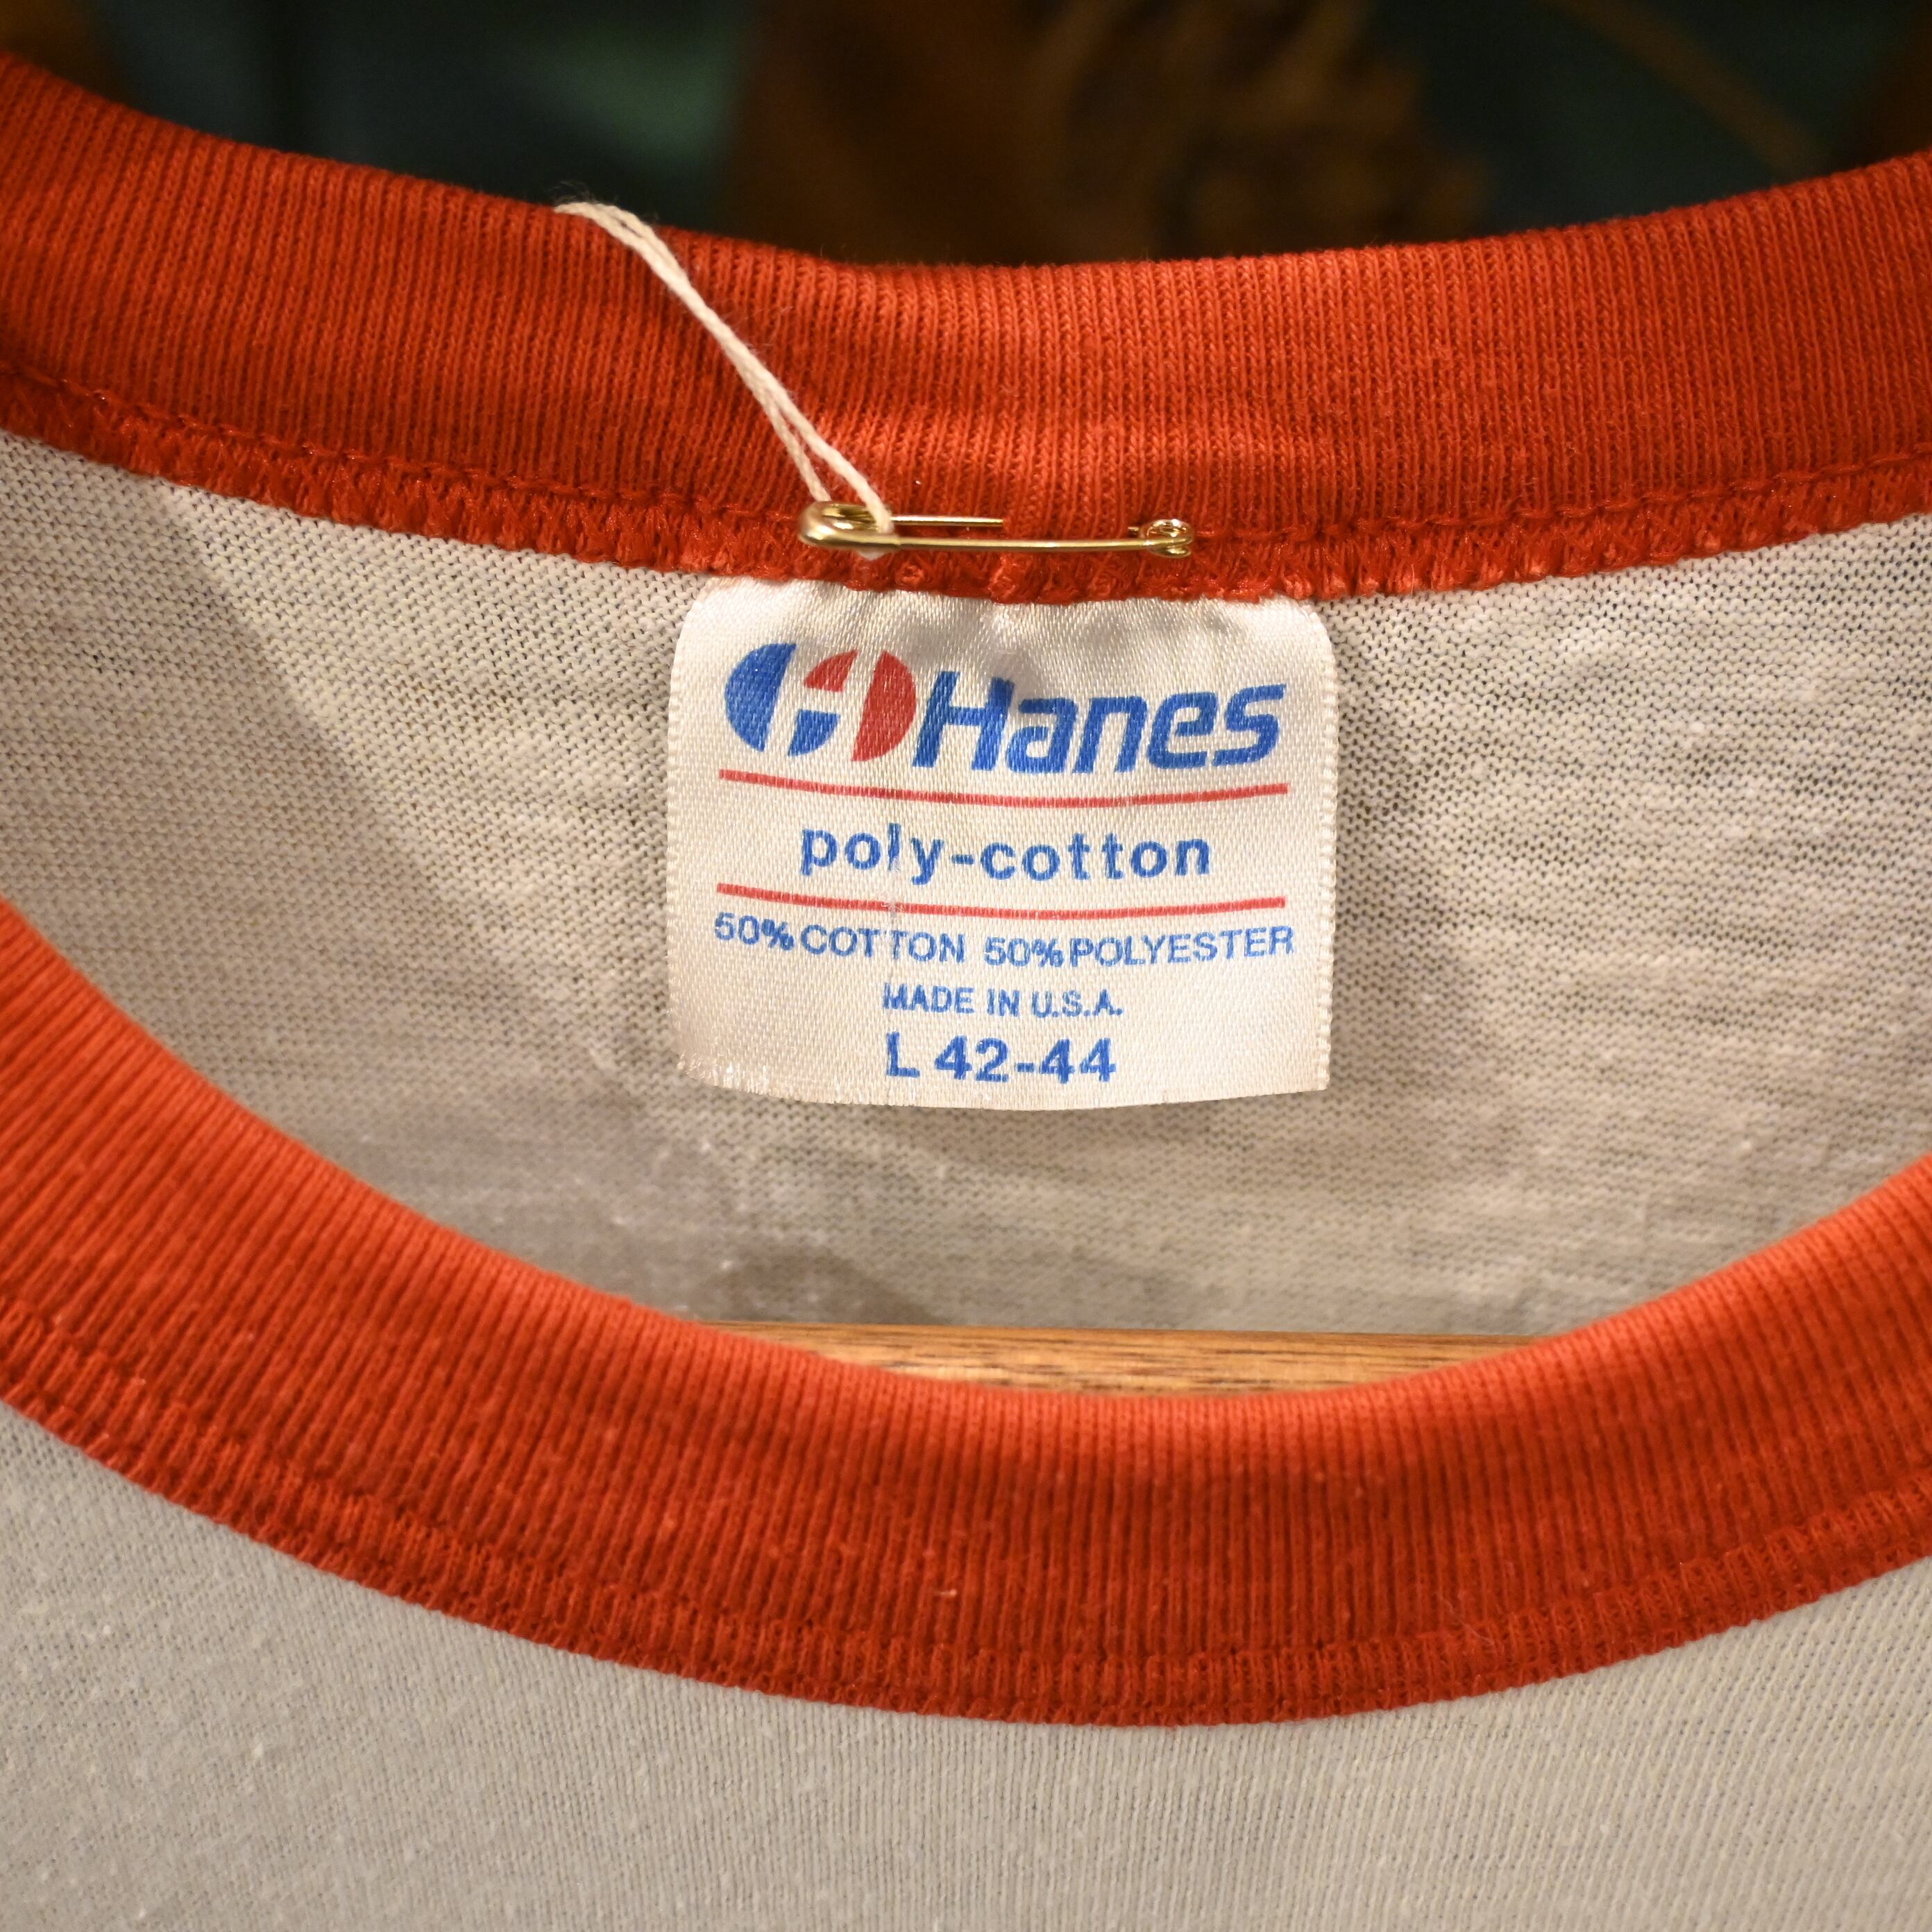 Hanes
poly-cotton
50% COTTON 50% POLYESTER
MADE IN U.S.A.
L 42-44